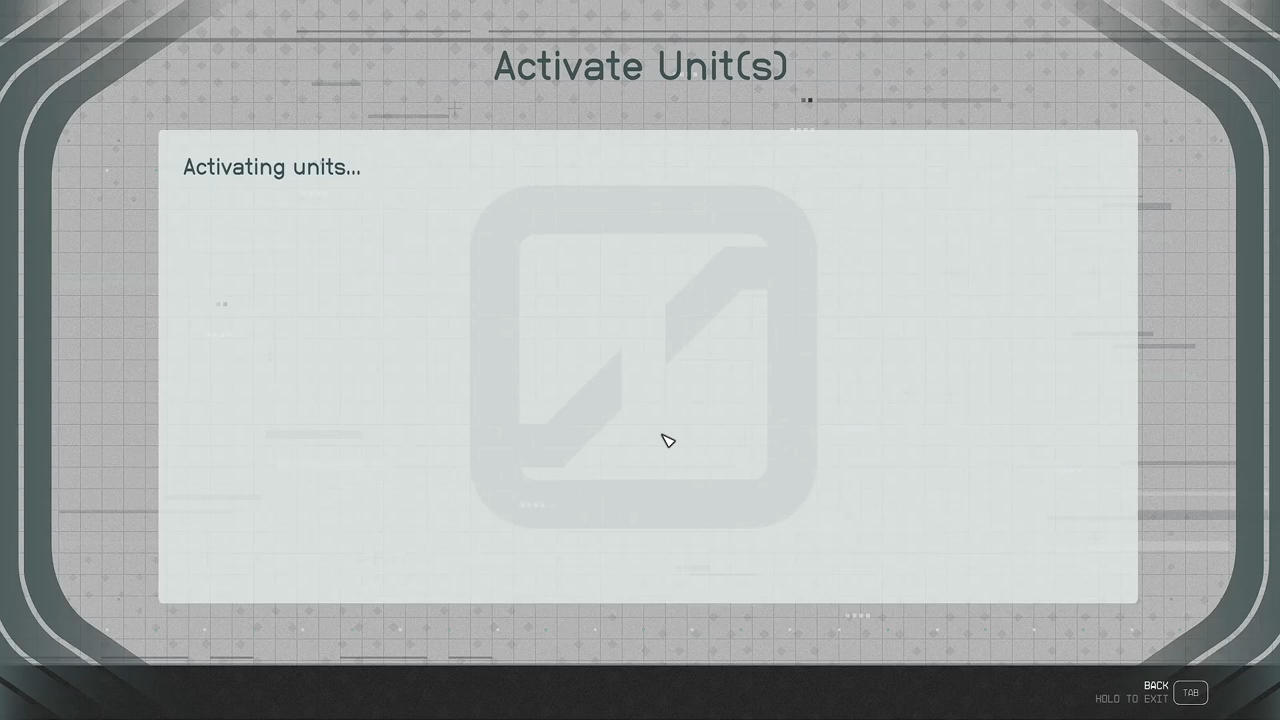 Activate Unit(s)
Activating units...
BACK
HOLD TO EXIT
TAB